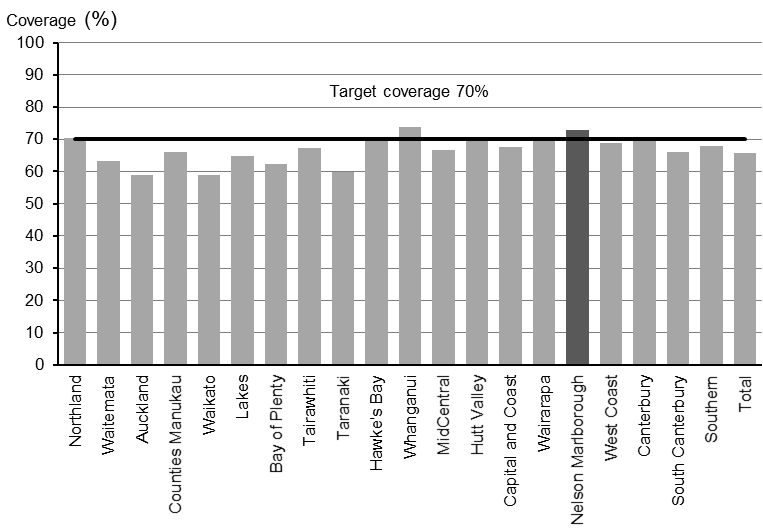 Coverage (%)
100
90
80
70
60
50
40
30
20
10
0
Target coverage 70%
Northland
Waitemata
Auckland
Counties Manukau
Waikato
Lakes
Bay of Plenty
Tairawhiti
Taranaki
Hawke's Bay
Whanganui
MidCentral
Hutt Valley
Capital and Coast
Wairarapa
Nelson Marlborough
West Coast
Canterbury
South Canterbury
Southern
Total